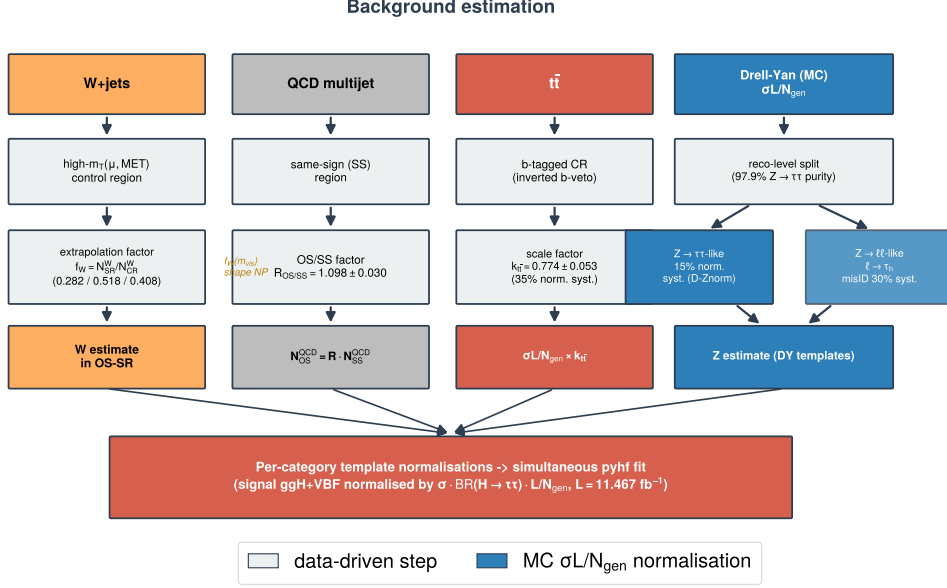 Background estimation
W+jets
QCD multijet
tt̄
Drell-Yan (MC)
σL/N_gen
high-m_T(μ, MET)
control region
same-sign (SS)
region
b-tagged CR
(inverted b-veto)
reco-level split
(97.9% Z → ττ purity)
extrapolation factor
f_W = N^W_SR/N^W_CR
(0.282 / 0.518 / 0.408)
f_W(m_vis)
shape NP
OS/SS factor
R_OS/SS = 1.098 ± 0.030
scale factor
k_tt̄ = 0.774 ± 0.053
(35% norm. syst.)
Z → ττ-like
15% norm.
syst. (D-Znorm)
Z → ℓℓ-like
ℓ → τ_h
misID 30% syst.
W estimate
in OS-SR
N^QCD_OS = R · N^QCD_SS
σL/N_gen × k_tt̄
Z estimate (DY templates)
Per-category template normalisations -> simultaneous pyhf fit
(signal ggH+VBF normalised by σ · BR(H → ττ) · L/N_gen, L = 11.467 fb⁻¹)
data-driven step
MC σL/N_gen normalisation